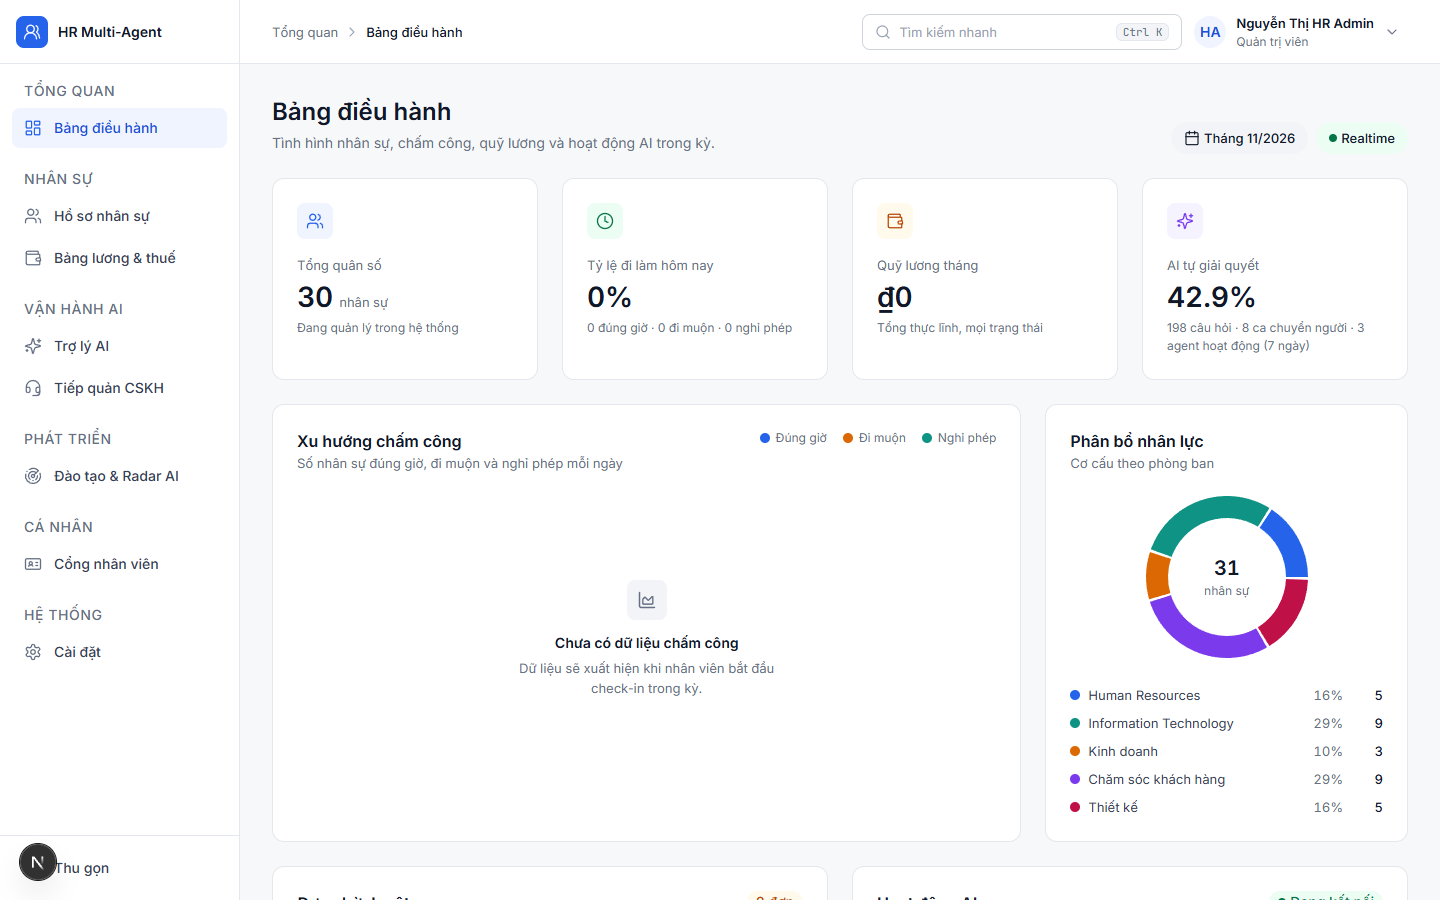 HR Multi-Agent
Tổng quan > Bảng điều hành
Tìm kiếm nhanh
Ctrl K
HA
Nguyễn Thị HR Admin
Quản trị viên
TỔNG QUAN
Bảng điều hành
NHÂN SỰ
Hồ sơ nhân sự
Bảng lương & thuế
VẬN HÀNH AI
Trợ lý AI
Tiếp quản CSKH
PHÁT TRIỂN
Đào tạo & Radar AI
CÁ NHÂN
Cổng nhân viên
HỆ THỐNG
Cài đặt
N
Thu gọn
Bảng điều hành
Tình hình nhân sự, chấm công, quỹ lương và hoạt động AI trong kỳ.
Tháng 11/2026
Realtime
Tổng quân số
30 nhân sự
Đang quản lý trong hệ thống
Tỷ lệ đi làm hôm nay
0%
0 đúng giờ · 0 đi muộn · 0 nghỉ phép
Quỹ lương tháng
₫0
Tổng thực lĩnh, mọi trạng thái
AI tự giải quyết
42.9%
198 câu hỏi · 8 ca chuyển người · 3
agent hoạt động (7 ngày)
Xu hướng chấm công
Số nhân sự đúng giờ, đi muộn và nghỉ phép mỗi ngày
Đúng giờ
Đi muộn
Nghỉ phép
Chưa có dữ liệu chấm công
Dữ liệu sẽ xuất hiện khi nhân viên bắt đầu
check-in trong kỳ.
Phân bổ nhân lực
Cơ cấu theo phòng ban
31
nhân sự
Human Resources 16% 5
Information Technology 29% 9
Kinh doanh 10% 3
Chăm sóc khách hàng 29% 9
Thiết kế 16% 5